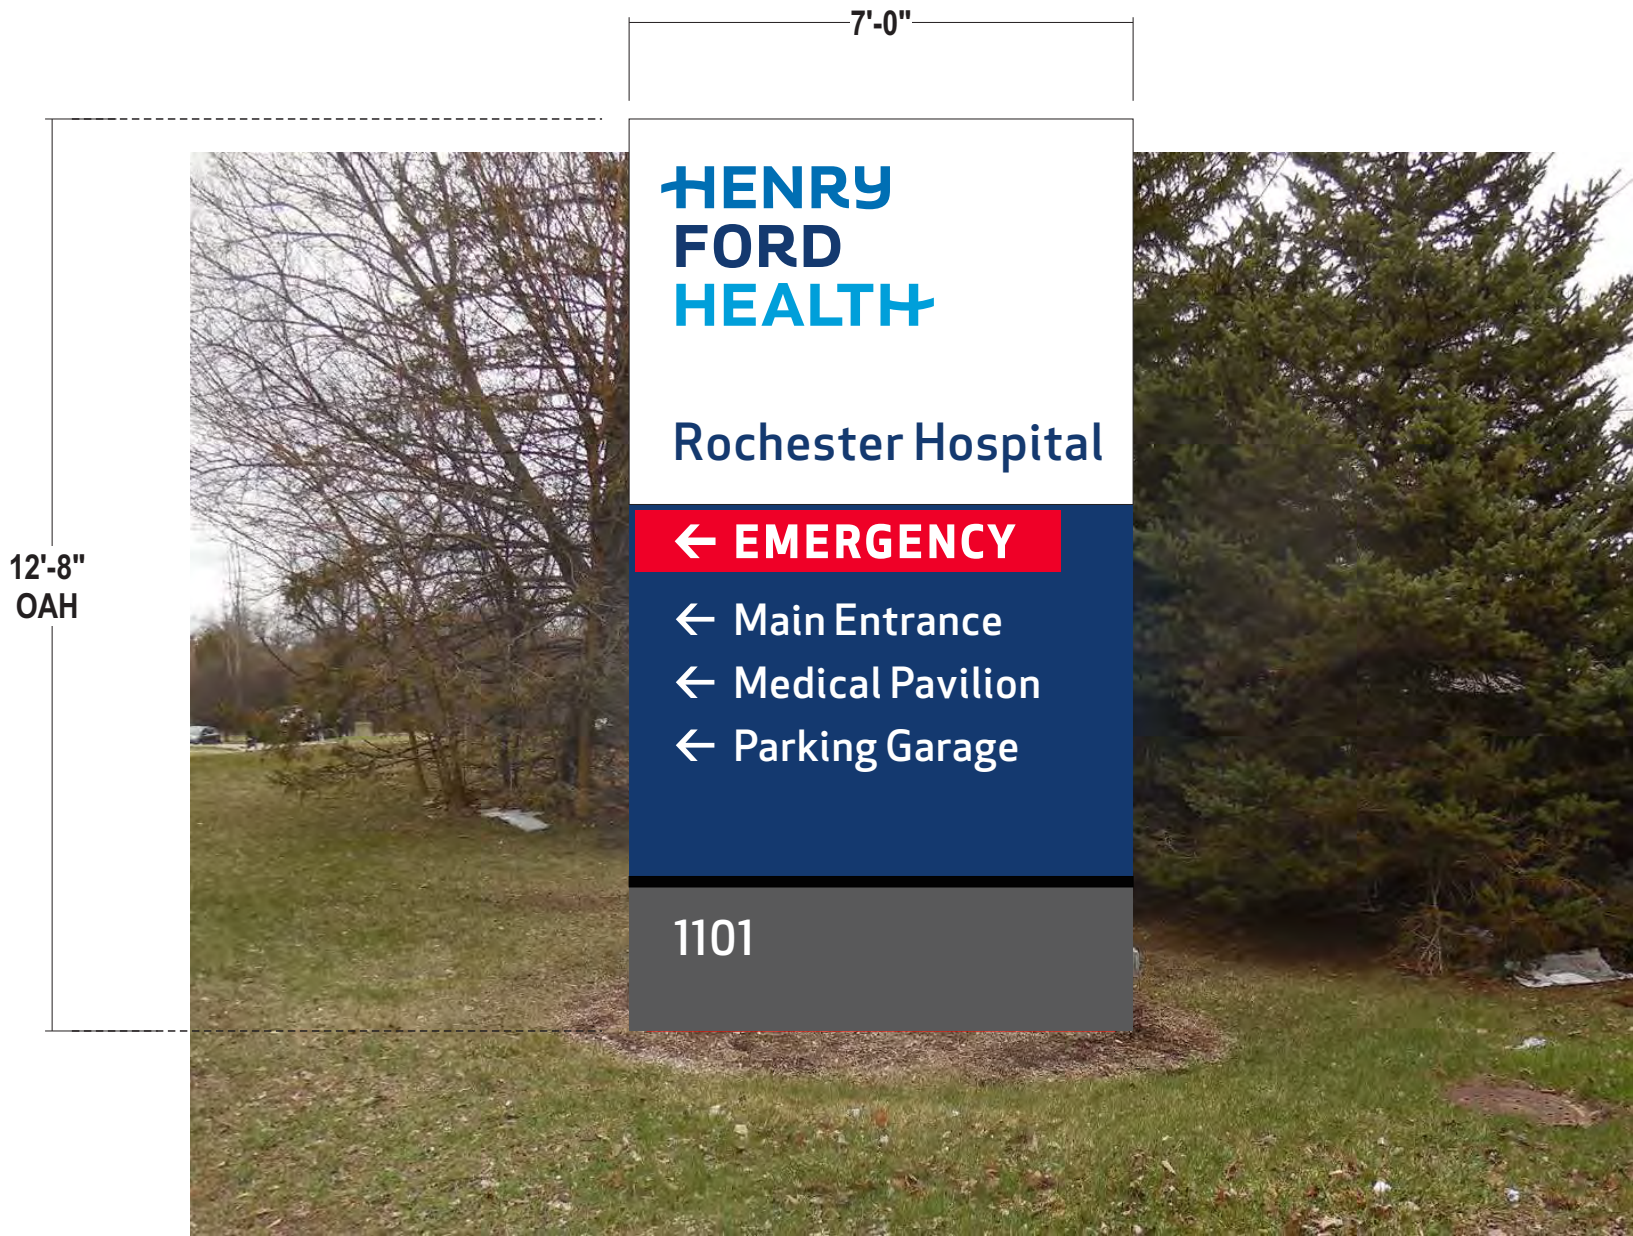 7'-0"
HENRY
FORD
HEALTH
Rochester Hospital
← EMERGENCY
← Main Entrance
← Medical Pavilion
← Parking Garage
12'-8"
OAH
1101